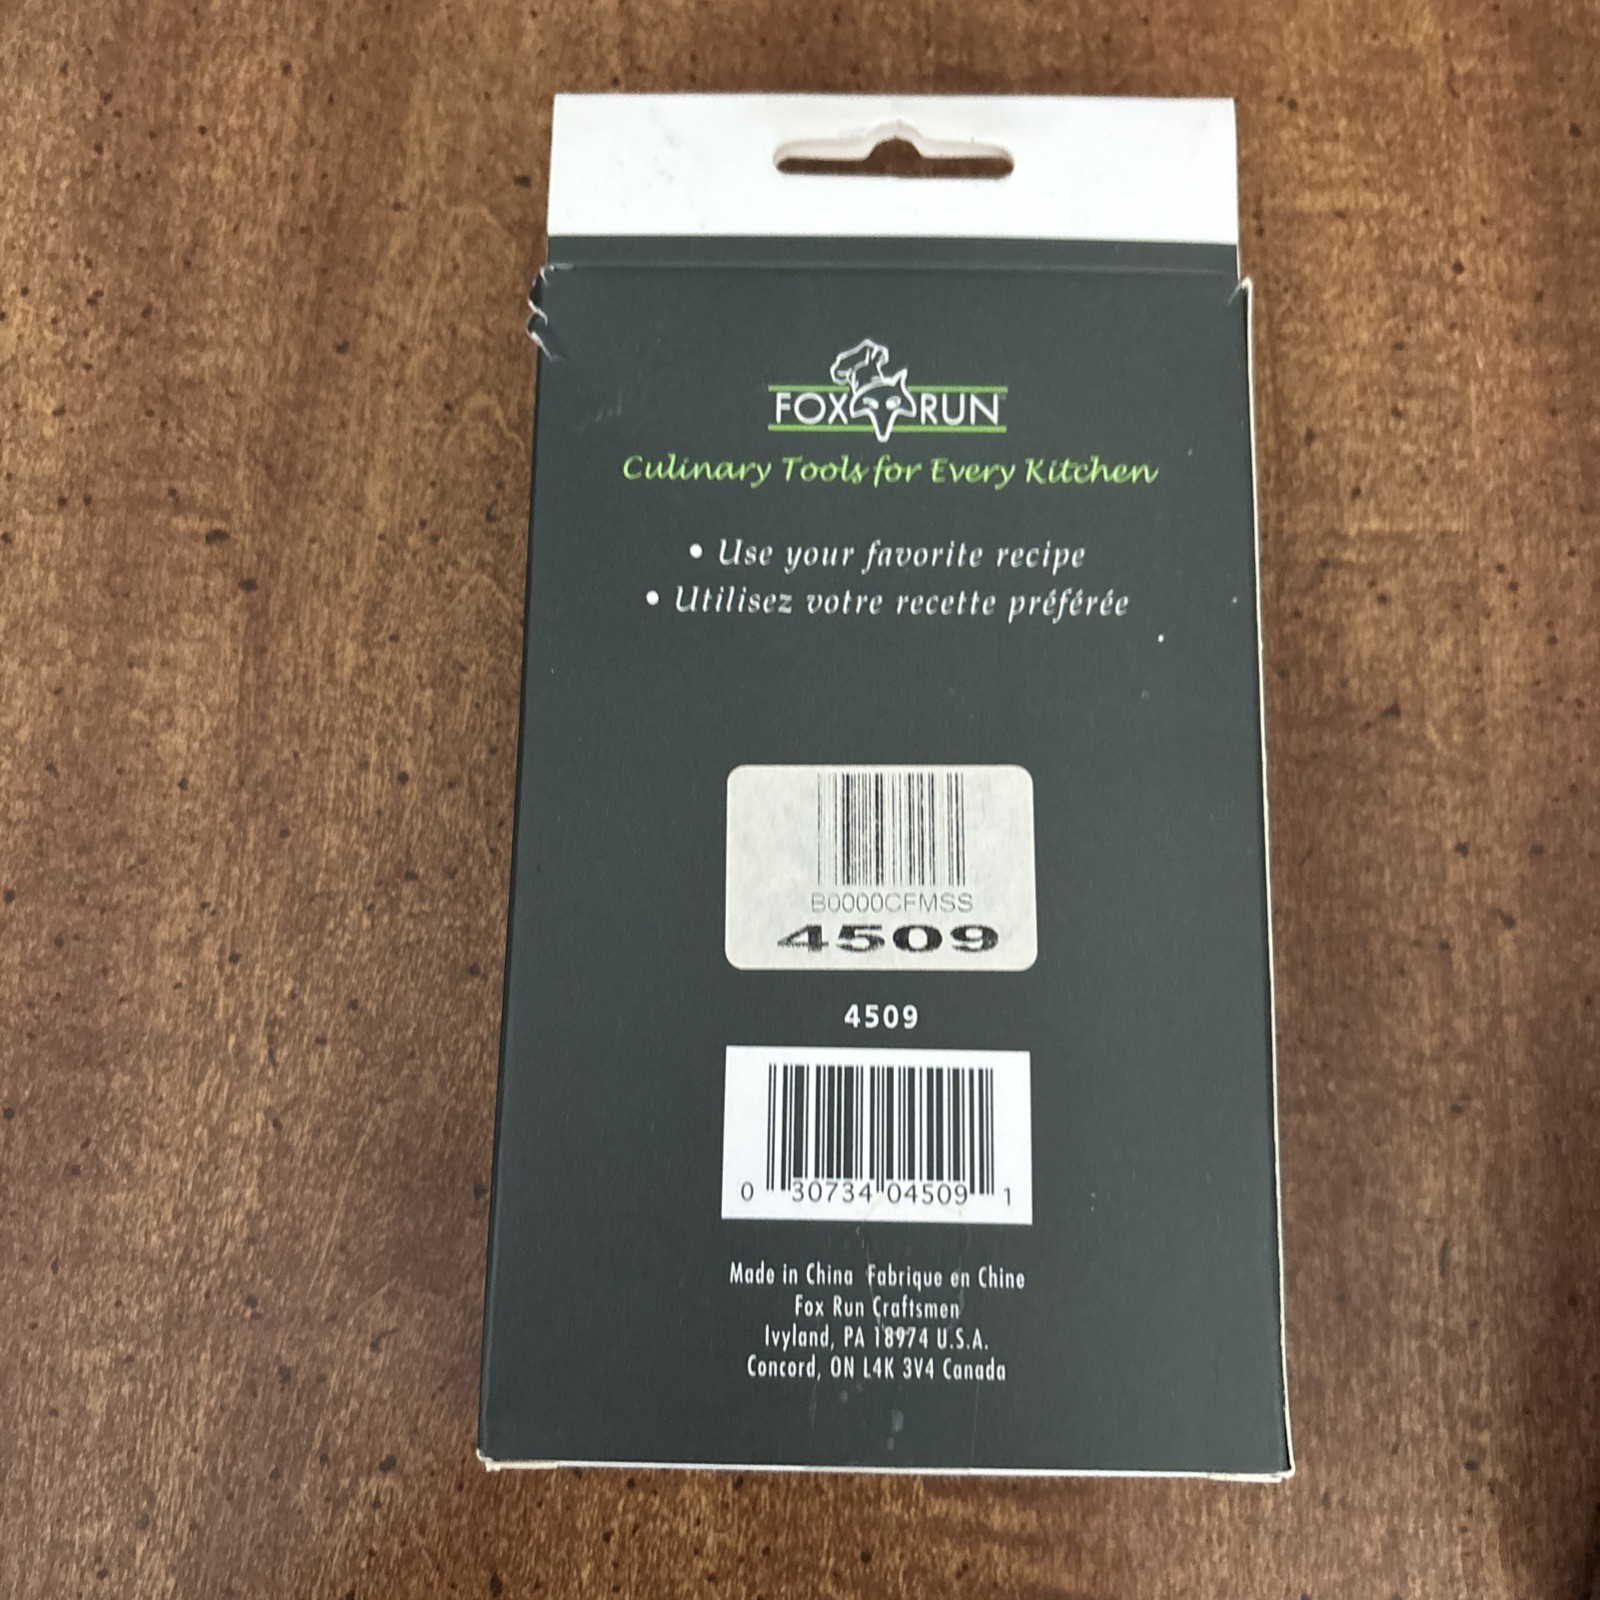 FOX RUN
Culinary Tools for Every Kitchen
• Use your favorite recipe
• Utilisez votre recette préférée
B0000CFMSS
4509
4509
0 30734 04509 1
Made in China Fabrique en Chine
Fox Run Craftsmen
Ivyland, PA 18974 U.S.A.
Concord, ON L4K 3V4 Canada